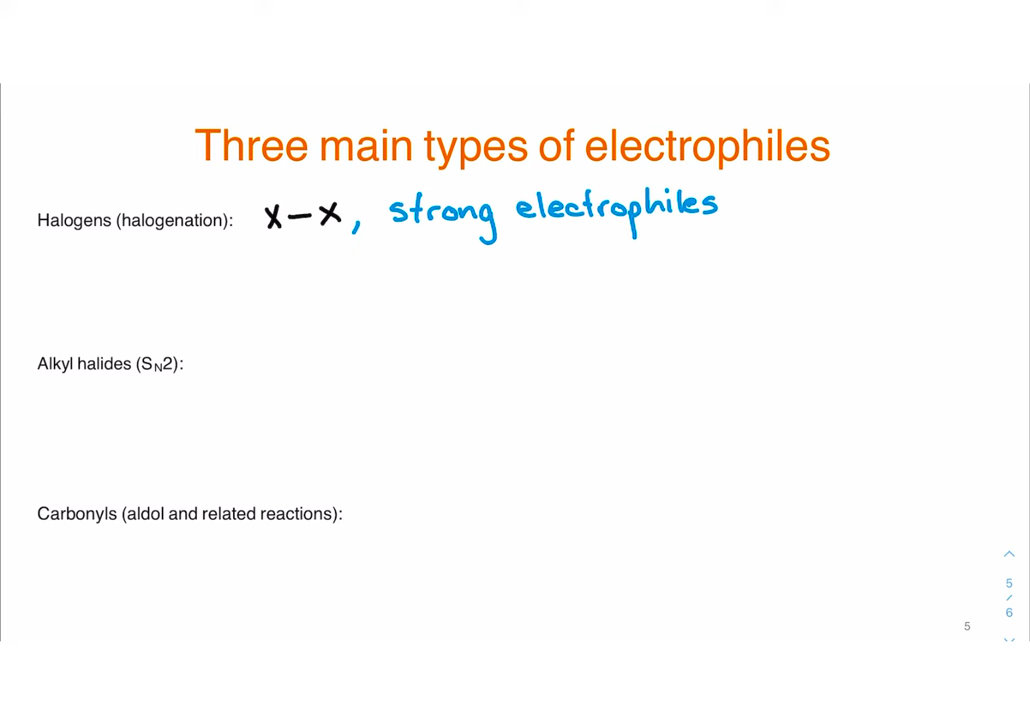 Three main types of electrophiles
Halogens (halogenation): X–X, strong electrophiles
Alkyl halides (SN2):
Carbonyls (aldol and related reactions):
5
/
6
5